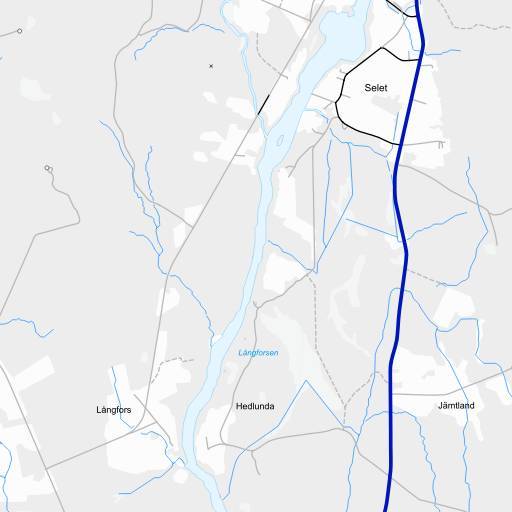 Selet
Långforsen
Långfors
Hedlunda
Jämtland